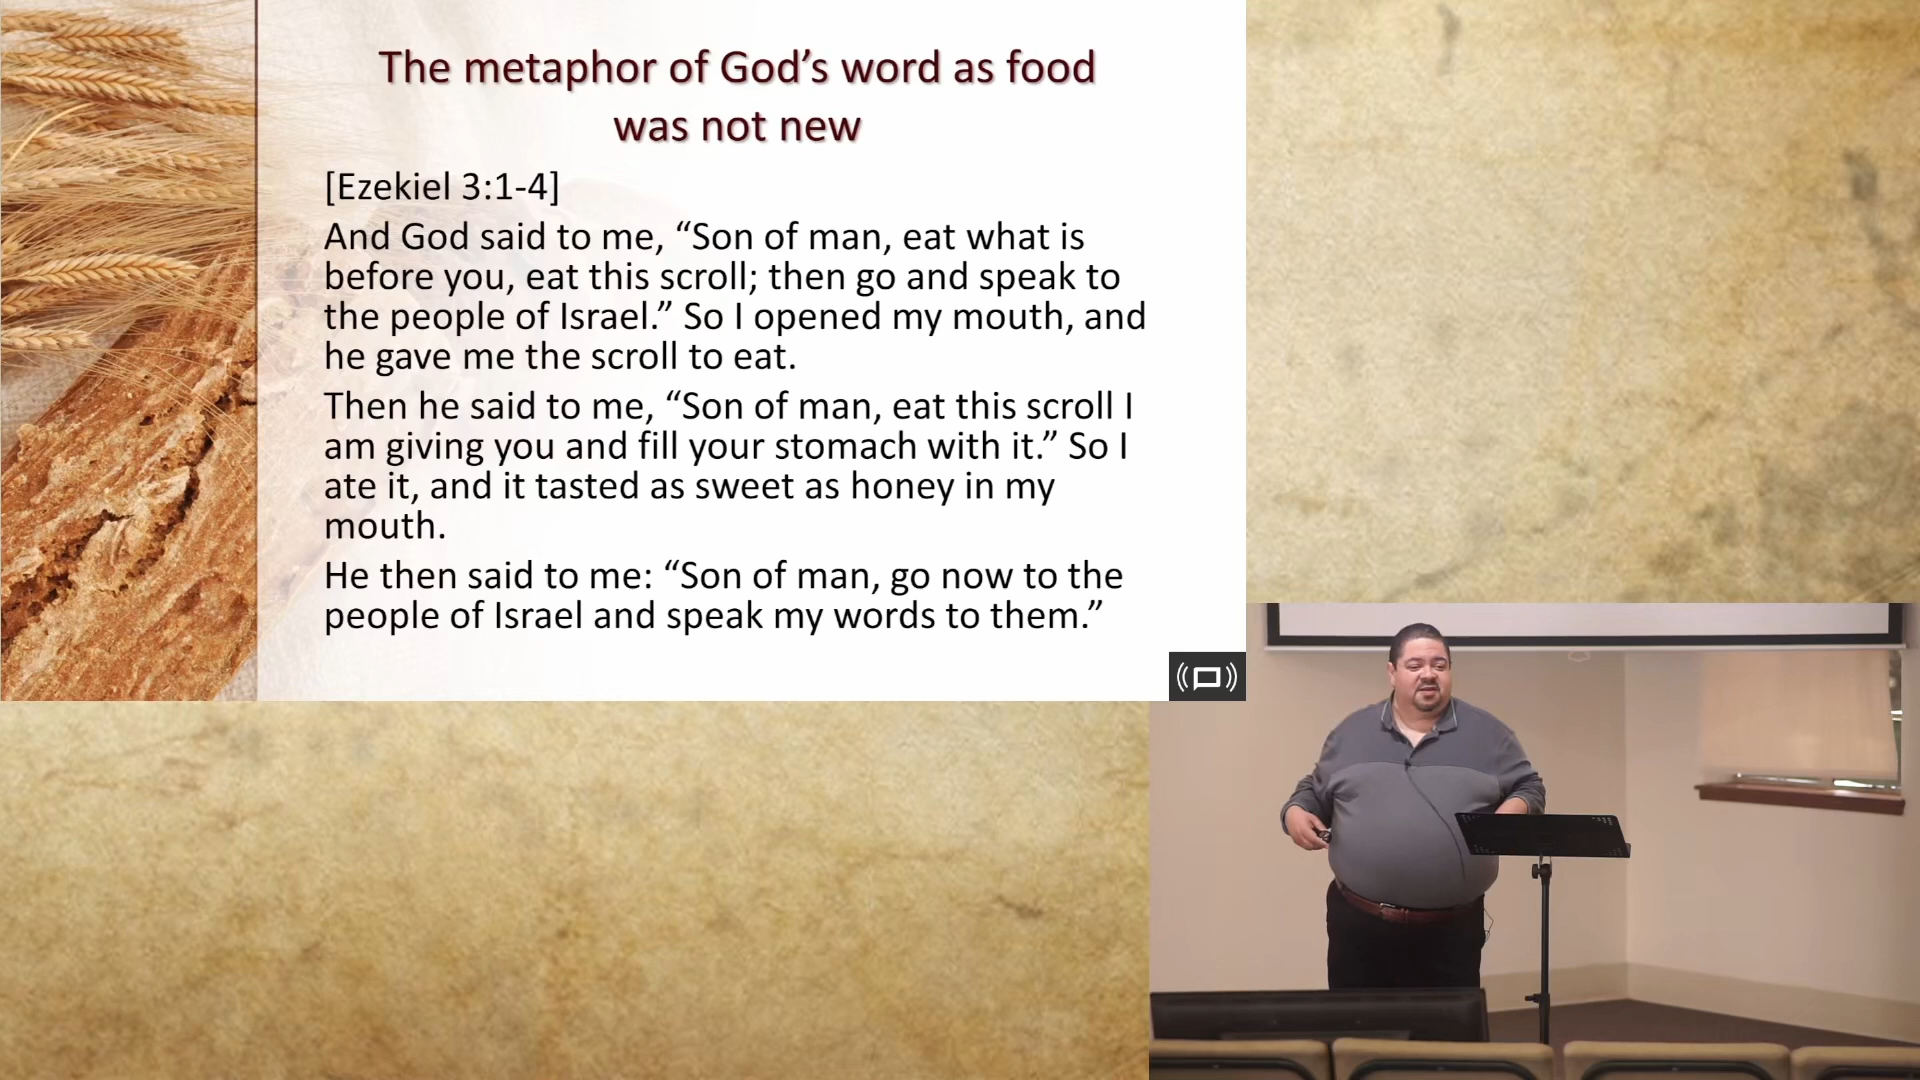 The metaphor of God’s word as food
was not new
[Ezekiel 3:1-4]
And God said to me, “Son of man, eat what is
before you, eat this scroll; then go and speak to
the people of Israel.” So I opened my mouth, and
he gave me the scroll to eat.
Then he said to me, “Son of man, eat this scroll I
am giving you and fill your stomach with it.” So I
ate it, and it tasted as sweet as honey in my
mouth.
He then said to me: “Son of man, go now to the
people of Israel and speak my words to them.”